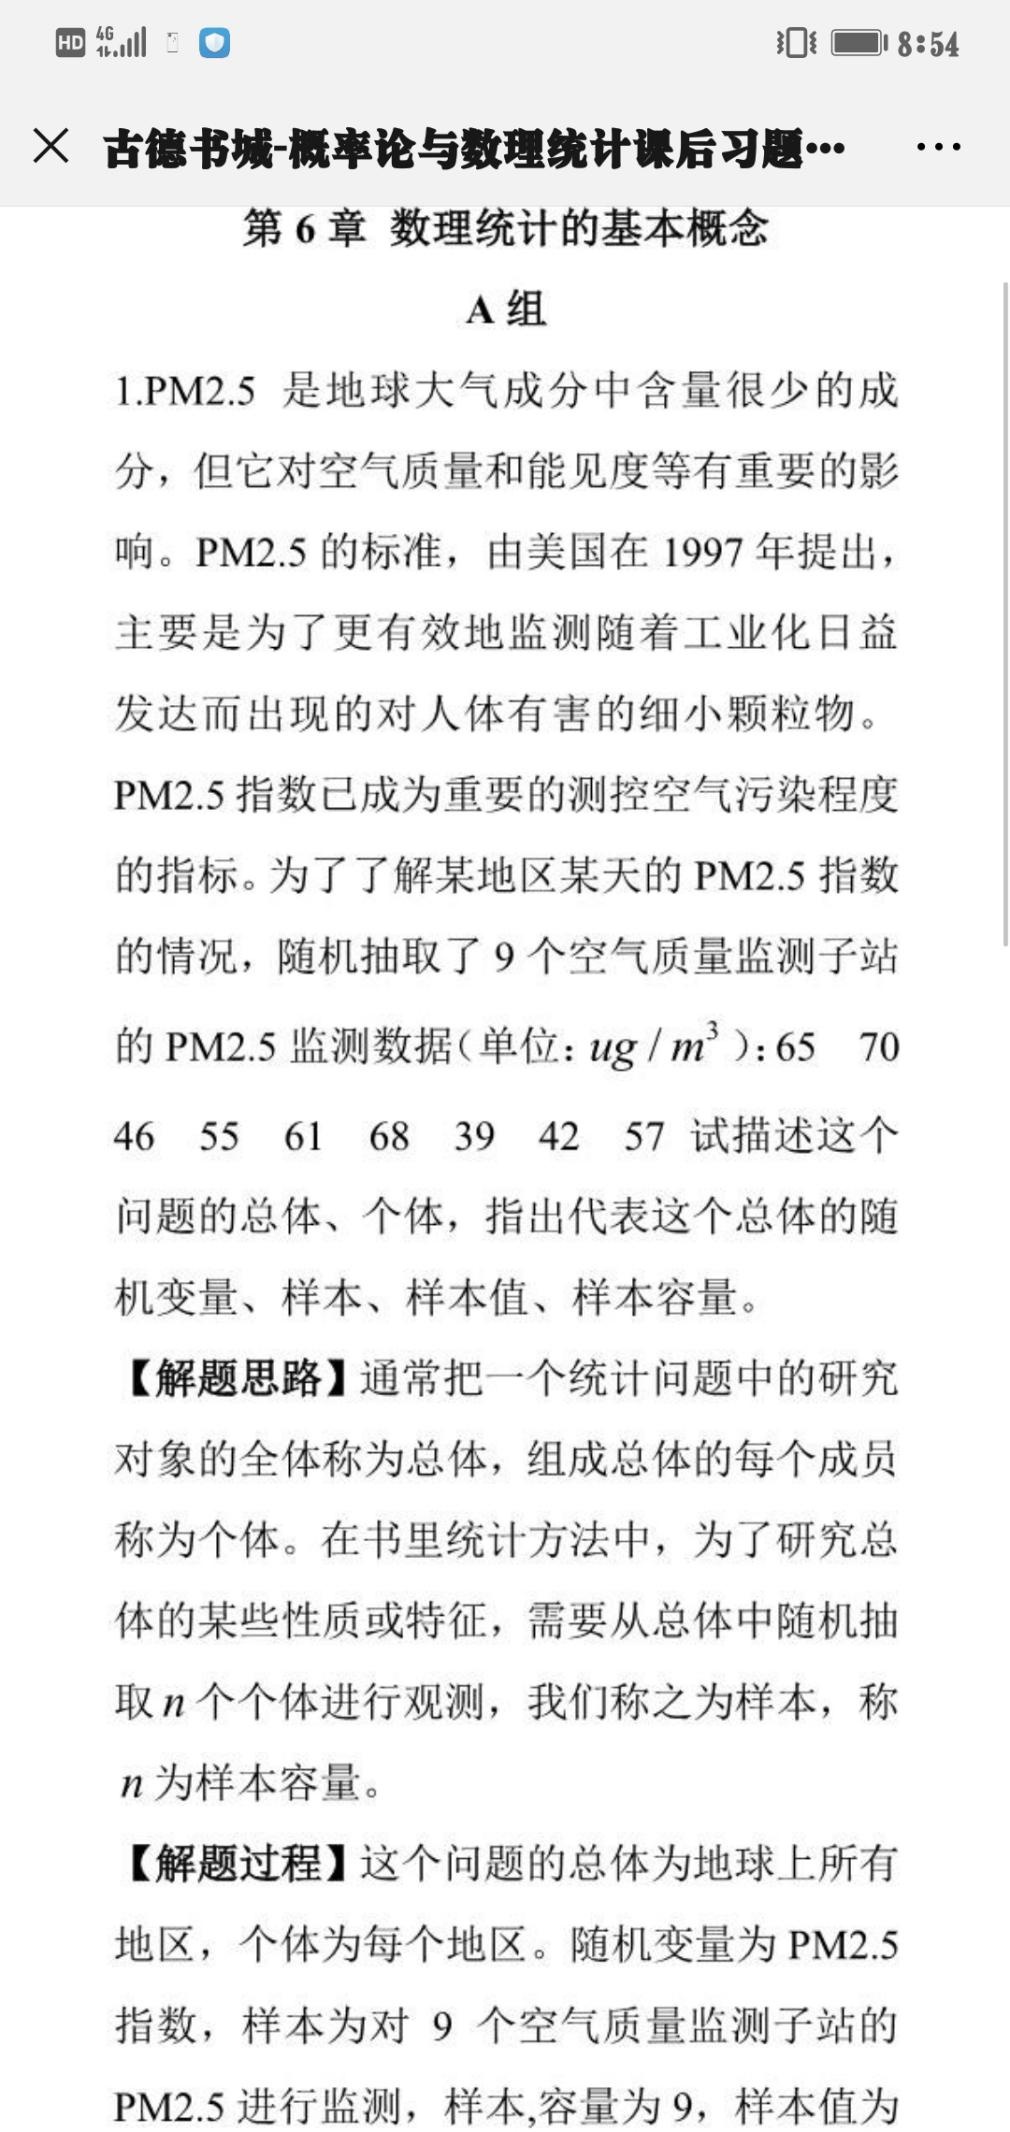 HD 4G 8:54
古德书城-概率论与数理统计课后习题…
第 6 章 数理统计的基本概念
A 组
1.PM2.5 是地球大气成分中含量很少的成
分，但它对空气质量和能见度等有重要的影
响。PM2.5 的标准，由美国在 1997 年提出，
主要是为了更有效地监测随着工业化日益
发达而出现的对人体有害的细小颗粒物。
PM2.5 指数已成为重要的测控空气污染程度
的指标。为了了解某地区某天的 PM2.5 指数
的情况，随机抽取了 9 个空气质量监测子站
的 PM2.5 监测数据（单位：ug / m³）：65 70
46 55 61 68 39 42 57 试描述这个
问题的总体、个体，指出代表这个总体的随
机变量、样本、样本值、样本容量。
【解题思路】通常把一个统计问题中的研究
对象的全体称为总体，组成总体的每个成员
称为个体。在书里统计方法中，为了研究总
体的某些性质或特征，需要从总体中随机抽
取 n 个个体进行观测，我们称之为样本，称
n 为样本容量。
【解题过程】这个问题的总体为地球上所有
地区，个体为每个地区。随机变量为 PM2.5
指数，样本为对 9 个空气质量监测子站的
PM2.5 进行监测，样本,容量为 9，样本值为